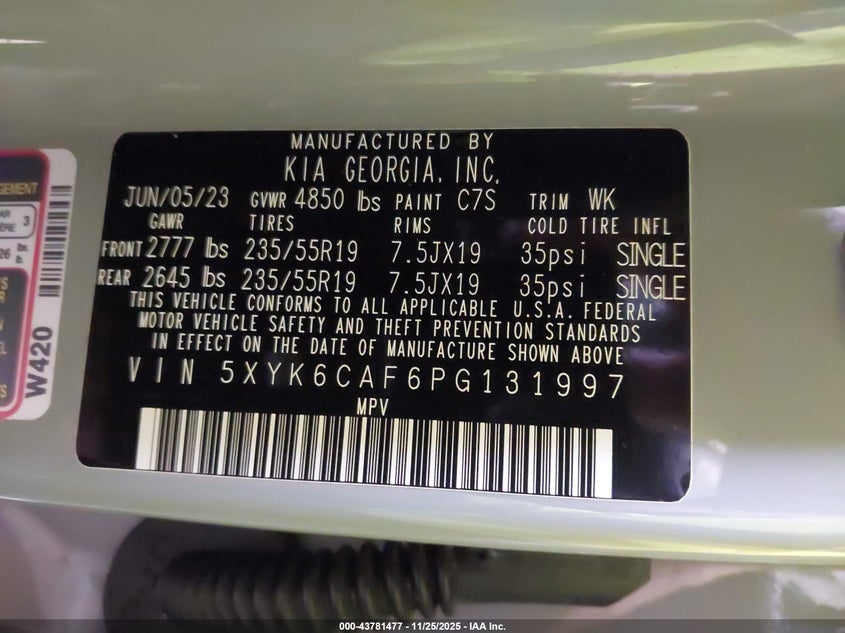 MANUFACTURED BY
KIA GEORGIA, INC.
JUN/05/23 GVWR 4850 lbs PAINT C7S TRIM WK
GAWR TIRES RIMS COLD TIRE INFL
FRONT 2777 lbs 235/55R19 7.5JX19 35psi SINGLE
REAR 2645 lbs 235/55R19 7.5JX19 35psi SINGLE
THIS VEHICLE CONFORMS TO ALL APPLICABLE U.S.A. FEDERAL
MOTOR VEHICLE SAFETY AND THEFT PREVENTION STANDARDS
IN EFFECT ON THE DATE OF MANUFACTURE SHOWN ABOVE
VIN 5XYK6CAF6PG131997
MPV
W420
3
000-43781477 - 11/25/2025 - IAA Inc.